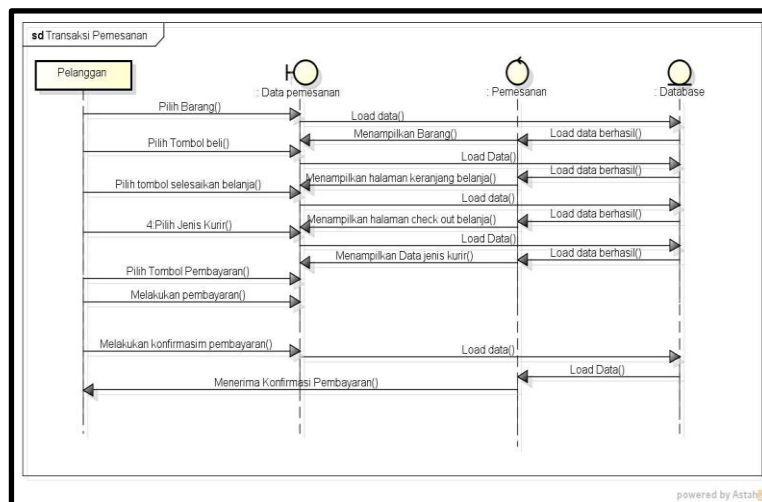 sd Transaksi Pemesanan
Pelanggan
: Data pemesanan
: Pemesanan
: Database
Pilih Barang()
Load data()
Menampilkan Barang()
Load data berhasil()
Pilih Tombol beli()
Load Data()
Menampilkan halaman keranjang belanja()
Load data berhasil()
Pilih tombol selesaikan belanja()
Load data()
Menampilkan halaman check out belanja()
Load data berhasil()
4:Pilih Jenis Kurir()
Load Data()
Menampilkan Data jenis kurir()
Load data berhasil()
Pilih Tombol Pembayaran()
Melakukan pembayaran()
Melakukan konfirmasim pembayaran()
Load data()
Load Data()
Menerima Konfirmasi Pembayaran()
powered by Astah